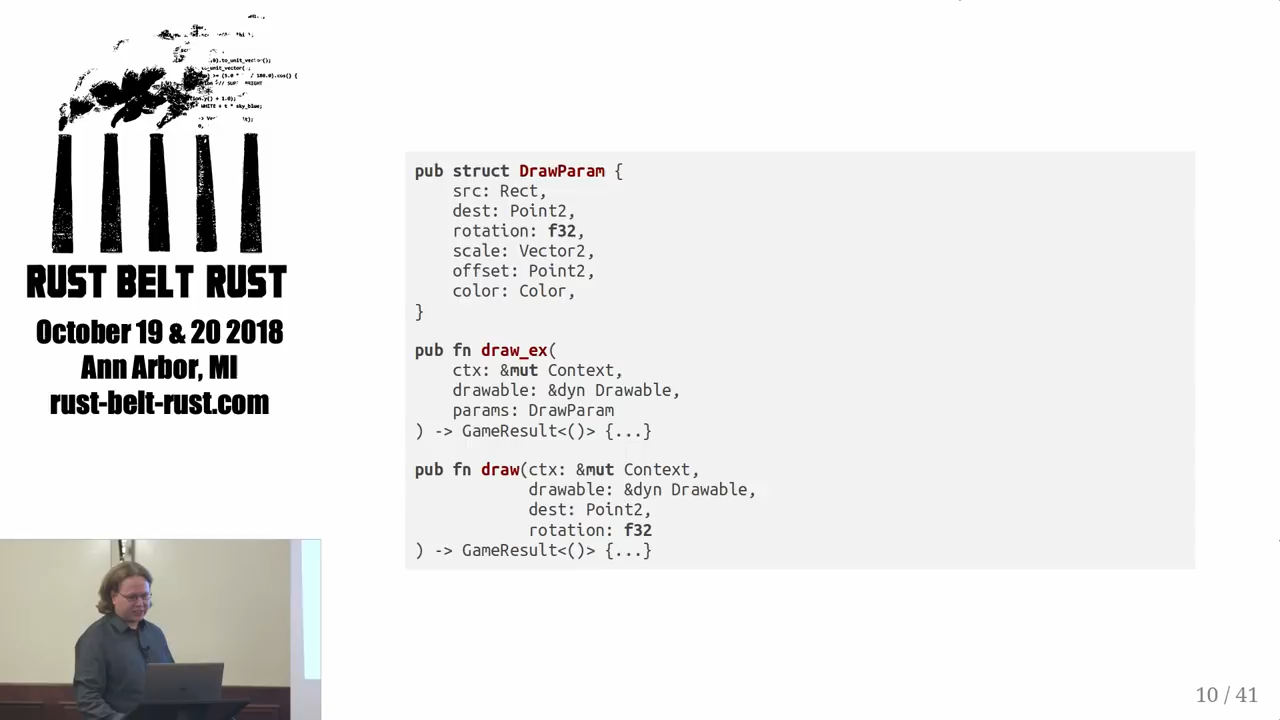 RUST BELT RUST
October 19 & 20 2018
Ann Arbor, MI
rust-belt-rust.com
pub struct DrawParam {
    src: Rect,
    dest: Point2,
    rotation: f32,
    scale: Vector2,
    offset: Point2,
    color: Color,
}
pub fn draw_ex(
    ctx: &mut Context,
    drawable: &dyn Drawable,
    params: DrawParam
) -> GameResult<()> {...}
pub fn draw(ctx: &mut Context,
            drawable: &dyn Drawable,
            dest: Point2,
            rotation: f32
) -> GameResult<()> {...}
10 / 41